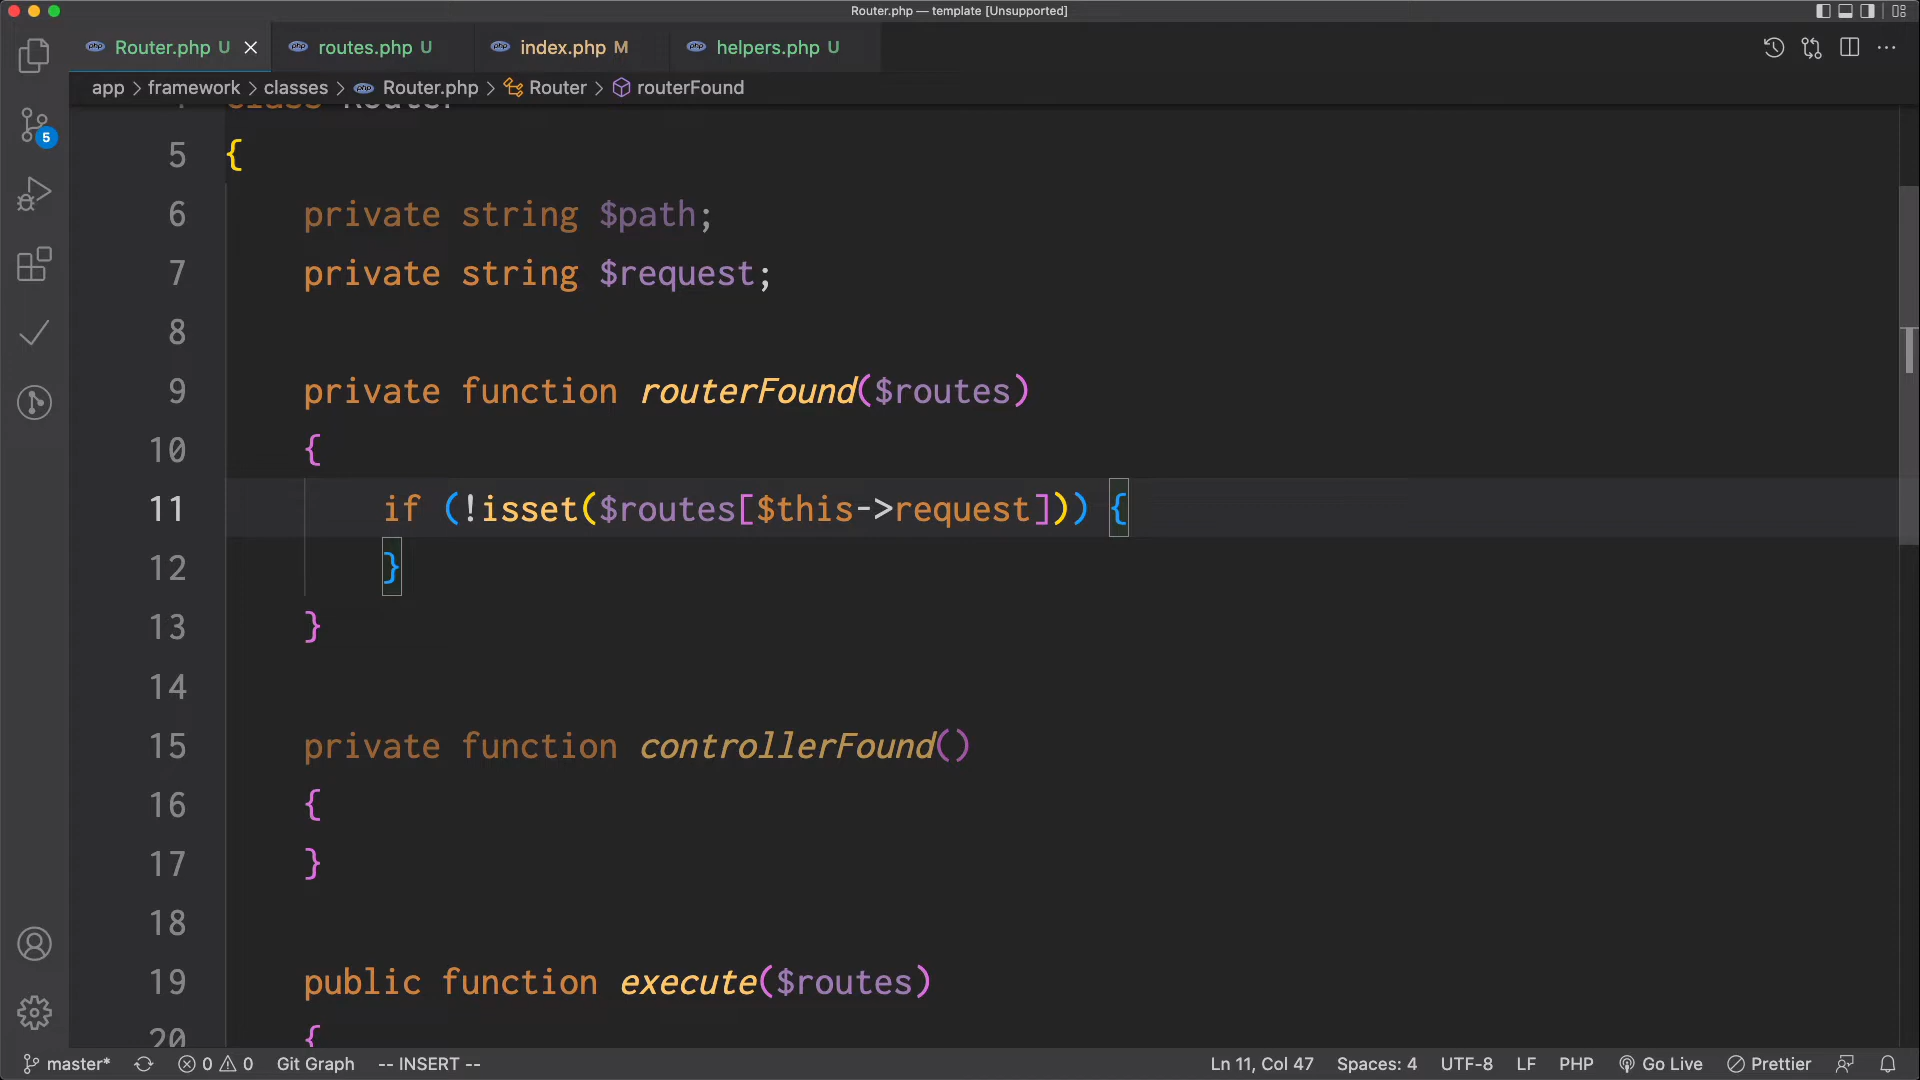 Router.php — template [Unsupported]
Router.php U routes.php U index.php M helpers.php U
app > framework > classes > Router.php > Router > routerFound
class Router
5 {
6 private string $path;
7 private string $request;
8
9 private function routerFound($routes)
10 {
11 if (!isset($routes[$this->request])) {
12 }
13 }
14
15 private function controllerFound()
16 {
17 }
18
19 public function execute($routes)
20 {
5
master* 0 0 Git Graph -- INSERT -- Ln 11, Col 47 Spaces: 4 UTF-8 LF PHP Go Live Prettier